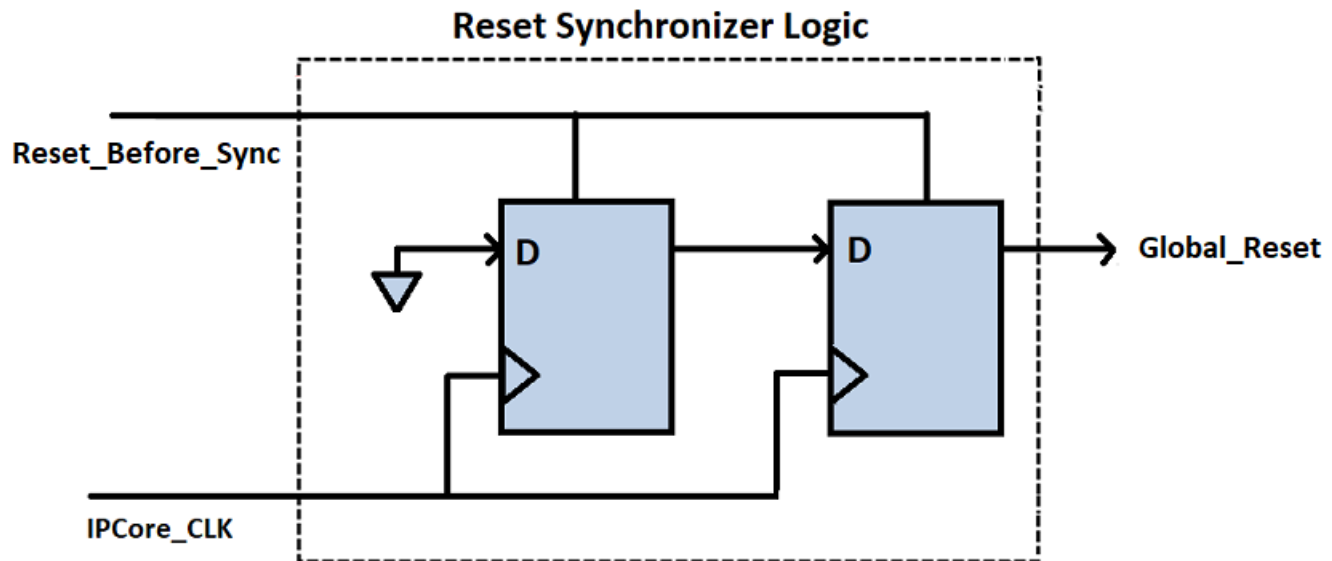 Reset Synchronizer Logic
Reset_Before_Sync
D
D
Global_Reset
IPCore_CLK